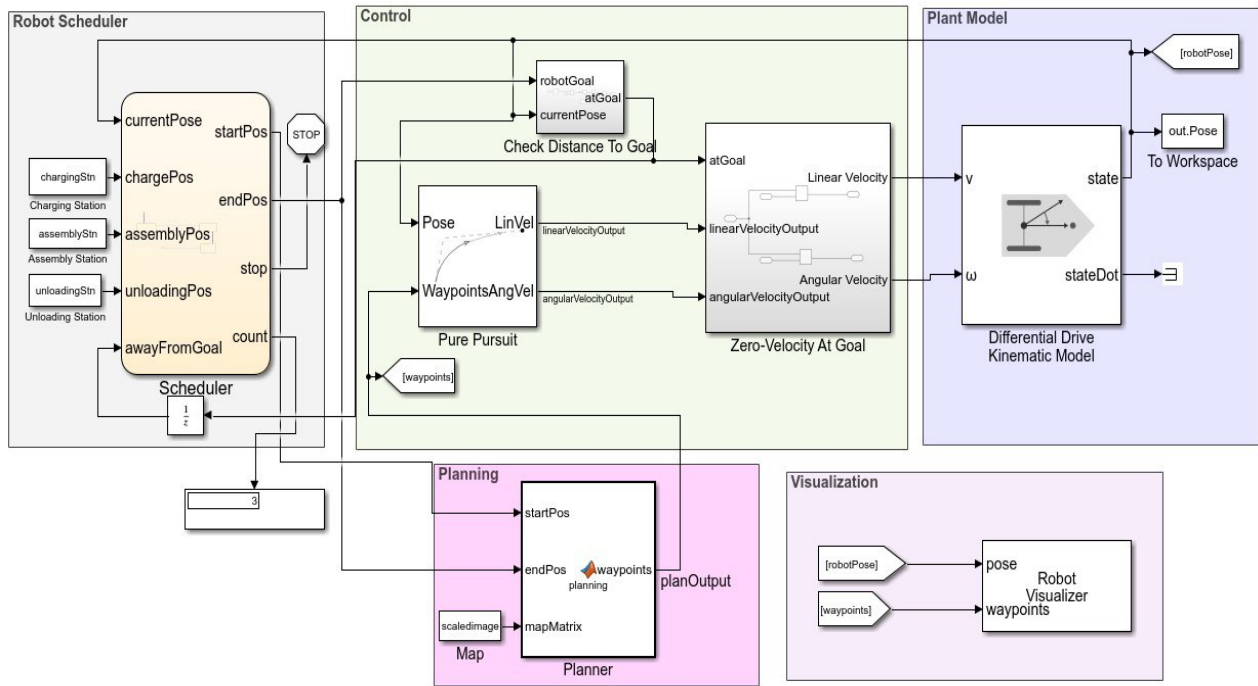 Robot Scheduler
currentPose
chargePos
assemblyPos
unloadingPos
awayFromGoal
startPos
endPos
stop
count
Scheduler
chargingStn
Charging Station
assemblyStn
Assembly Station
unloadingStn
Unloading Station
STOP
1
z
3
Control
robotGoal
atGoal
currentPose
Check Distance To Goal
Pose
LinVel
Waypoints
AngVel
Pure Pursuit
linearVelocityOutput
angularVelocityOutput
[waypoints]
atGoal
linearVelocityOutput
angularVelocityOutput
Linear Velocity
Angular Velocity
Zero-Velocity At Goal
Plant Model
[robotPose]
out.Pose
To Workspace
v
ω
state
stateDot
Differential Drive
Kinematic Model
Planning
startPos
endPos
mapMatrix
waypoints
planning
planOutput
scaledimage
Map
Planner
Visualization
[robotPose]
[waypoints]
pose
waypoints
Robot
Visualizer